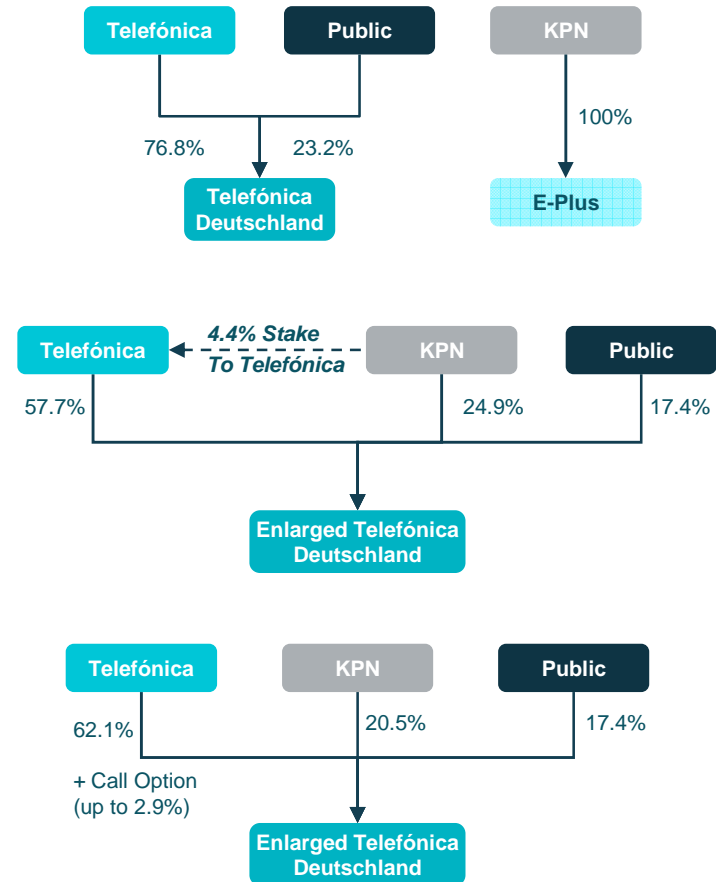 Telefónica
Public
KPN
76.8%
23.2%
100%
Telefónica
Deutschland
E-Plus
4.4% Stake
To Telefónica
Telefónica
KPN
Public
57.7%
24.9%
17.4%
Enlarged Telefónica
Deutschland
Telefónica
KPN
Public
62.1%
20.5%
17.4%
+ Call Option
(up to 2.9%)
Enlarged Telefónica
Deutschland